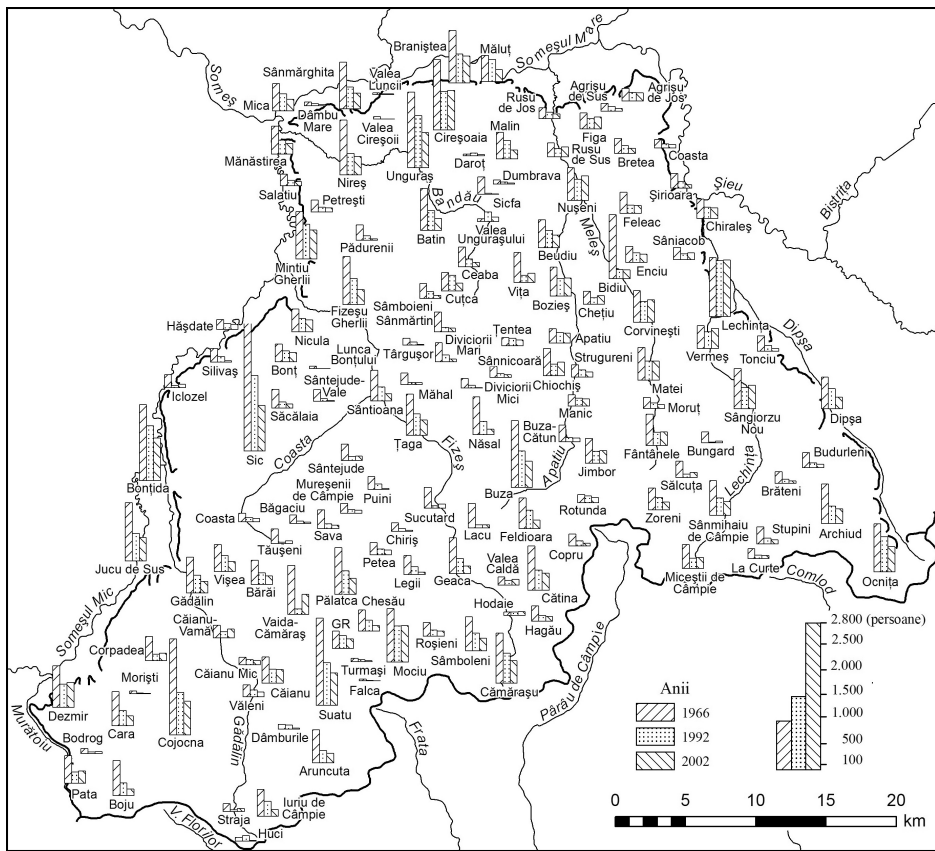 Someșul Mare
Braniștea
Măluț
Someș
Sânmărghita
Valea
Luncii
Agrișu
de Sus
Agrișu
de Jos
Mica
Dâmbu
Mare
Valea
Cireșoii
Rusu
de Jos
Cireșoaia
Malin
Figa
Rusu
de Sus
Bretea
Coasta
Mănăstirea
Nireș
Unguraș
Daroț
Dumbrava
Salatiu
Bandău
Sicfa
Nușeni
Șirioara
Șieu
Bistrița
Petrești
Feleac
Chiraleș
Batin
Valea
Ungurașului
Meleș
Pădurenii
Beudiu
Sâniacob
Mintiu
Gherlii
Ceaba
Enciu
Cutca
Vița
Bidiu
Fizeșu
Gherlii
Sâmboieni
Bozieș
Chețiu
Sânmărtin
Corvinești
Lechința
Dipșa
Hășdate
Nicula
Lunca
Bonțului
Diviciorii
Mari
Tentea
Apatiu
Vermeș
Tonciu
Silivaș
Bonț
Târgușor
Sânnicoară
Strugureni
Iclozel
Sântejude-
Vale
Măhal
Diviciorii
Mici
Chiochiș
Matei
Săcălaia
Sântioana
Manic
Moruț
Sângiorzu
Nou
Dipșa
Țaga
Năsal
Buza-
Cătun
Sic
Coasta
Fizeș
Fântânele
Bungard
Budurleni
Bonțida
Sântejude
Buza
Apatiu
Jimbor
Sălcuța
Lechința
Brăteni
Mureșenii
de Câmpie
Puini
Băgaciu
Rotunda
Zoreni
Sânmihaiu
de Câmpie
Coasta
Sava
Sucutard
Lacu
Feldioara
Archiud
Tăușeni
Chiriș
Stupini
Jucu de Sus
Petea
Copru
Vișea
Legii
Geaca
Valea
Caldă
Miceștii de
Câmpie
La Curte
Ocnița
Gădălin
Bărăi
Cătina
Comlod
Pălatca
Chesău
Someșul Mic
Căianu-
Vamă
Vaida-
Cămăraș
Hodaie
Hagău
GR
Corpadea
Roșieni
Căianu Mic
Turmași
Mociu
Sâmboleni
Morișți
Căianu
Falca
Văleni
Suatu
Cămărașu
Pârâu de Câmpie
Dezmir
Murătoiu
Cara
Cojocna
Gădălin
Dâmburile
Frata
Bodrog
Aruncuta
Pata
Boju
Straja
Iuriu de
Câmpie
V. Florilor
Huci
2.800 (persoane)
2.500
2.000
1.500
1.000
500
100
Anii
1966
1992
2002
0 5 10 15 20
km